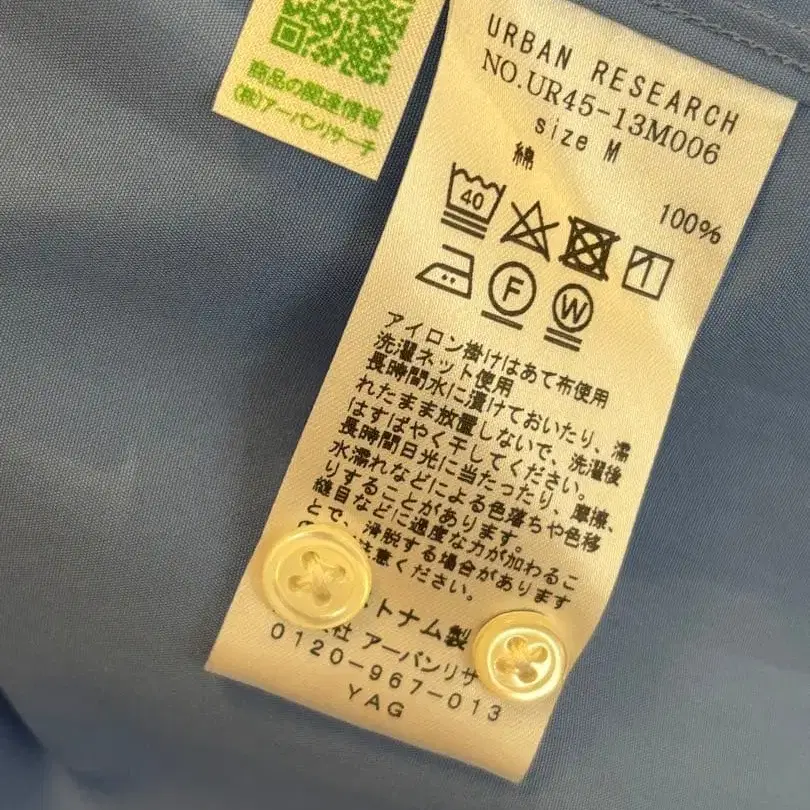 商品の関連情報
(株)アーバンリサーチ
URBAN RESEARCH
NO.UR45-13M006
size M
綿 100%
40
F W
アイロン掛けはあて布使用
洗濯ネット使用
長時間水に漬けておいたり、濡
れたまま放置しないで、洗濯後
はすばやく干してください。
長時間日光に当たったり、摩擦、
水濡れなどによる色落ちや色移
りすることがあります。
縫目などに過度な力が加わるこ
とで、滑脱する場合があります
注意ください。
トナム製
社 アーバンリサ
0120-967-013
YAG